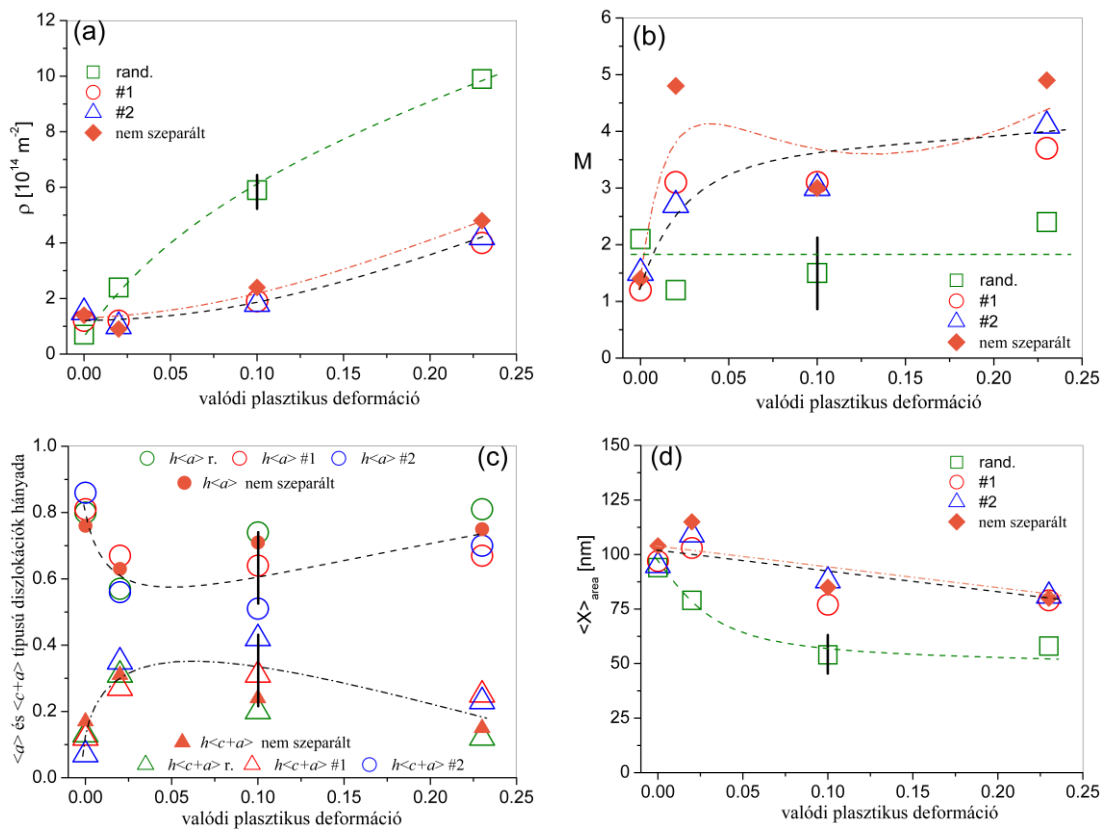 (a)
12
10
8
6
4
2
0
ρ [10¹⁴ m⁻²]
rand.
#1
#2
nem szeparált
0.00 0.05 0.10 0.15 0.20 0.25
valódi plasztikus deformáció
(b)
6
5
4
3
2
1
0
M
rand.
#1
#2
nem szeparált
0.00 0.05 0.10 0.15 0.20 0.25
valódi plasztikus deformáció
(c)
1.0
0.8
0.6
0.4
0.2
0.0
<a> és <c+a> típusú diszlokációk hányada
h<a> r. h<a> #1 h<a> #2
h<a> nem szeparált
h<c+a> nem szeparált
h<c+a> r. h<c+a> #1 h<c+a> #2
0.00 0.05 0.10 0.15 0.20 0.25
valódi plasztikus deformáció
(d)
150
125
100
75
50
25
0
<X> area [nm]
rand.
#1
#2
nem szeparált
0.00 0.05 0.10 0.15 0.20 0.25
valódi plasztikus deformáció